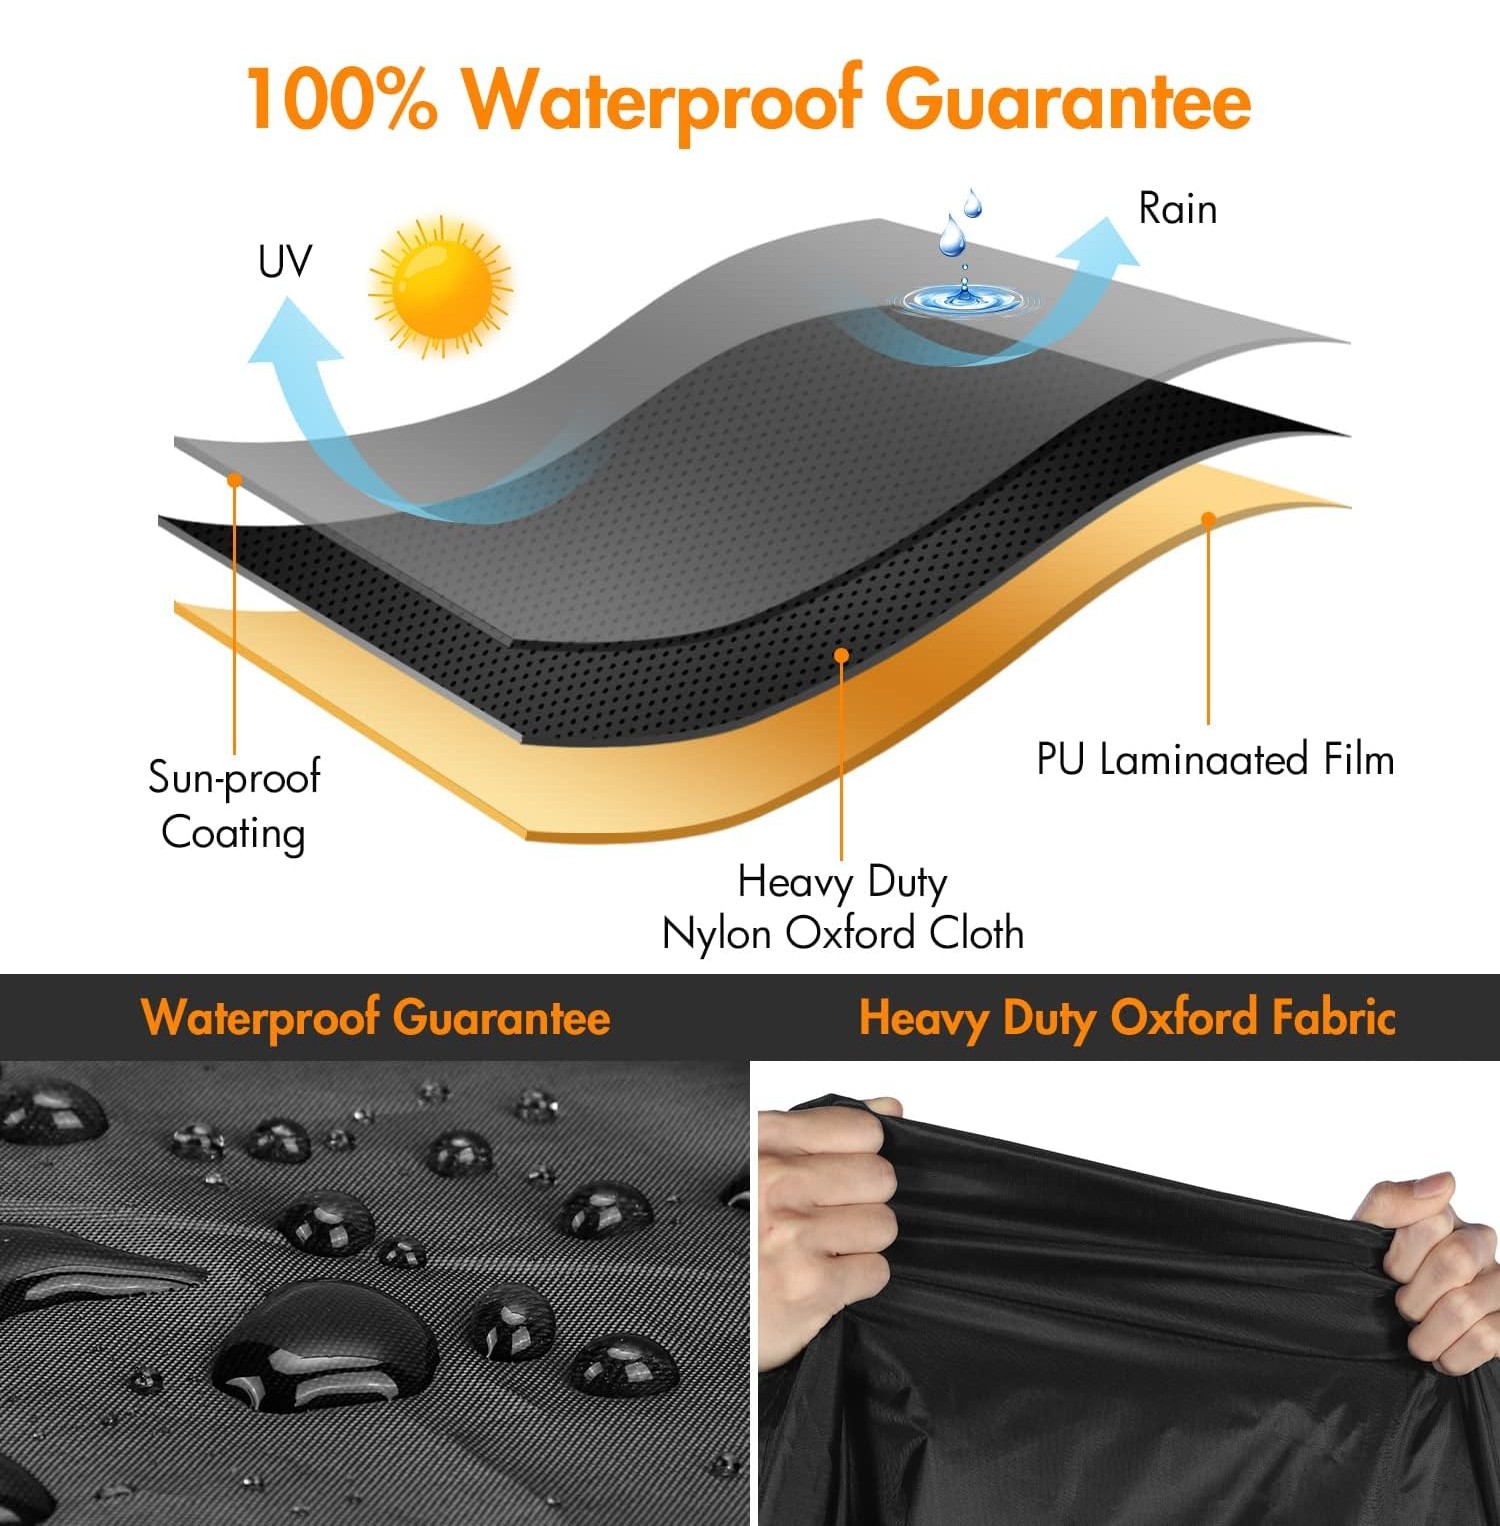 100% Waterproof Guarantee
Rain
UV
Sun-proof
Coating
PU Laminaated Film
Heavy Duty
Nylon Oxford Cloth
Waterproof Guarantee
Heavy Duty Oxford Fabric